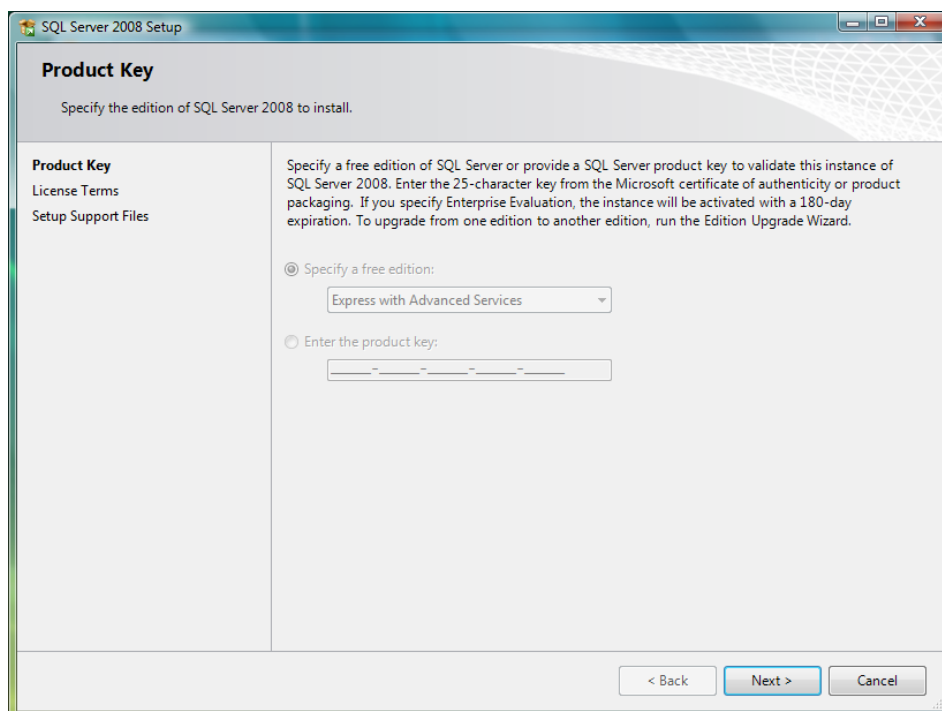 SQL Server 2008 Setup
Product Key
Specify the edition of SQL Server 2008 to install.
Product Key
License Terms
Setup Support Files
Specify a free edition of SQL Server or provide a SQL Server product key to validate this instance of
SQL Server 2008. Enter the 25-character key from the Microsoft certificate of authenticity or product
packaging. If you specify Enterprise Evaluation, the instance will be activated with a 180-day
expiration. To upgrade from one edition to another edition, run the Edition Upgrade Wizard.
Specify a free edition:
Express with Advanced Services
Enter the product key:
_____-_____-_____-_____-_____
< Back
Next >
Cancel